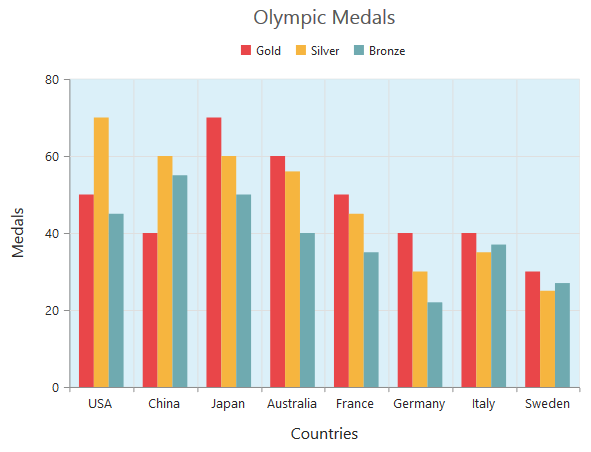 Olympic Medals
Gold Silver Bronze
80
60
40
20
0
Medals
USA China Japan Australia France Germany Italy Sweden
Countries